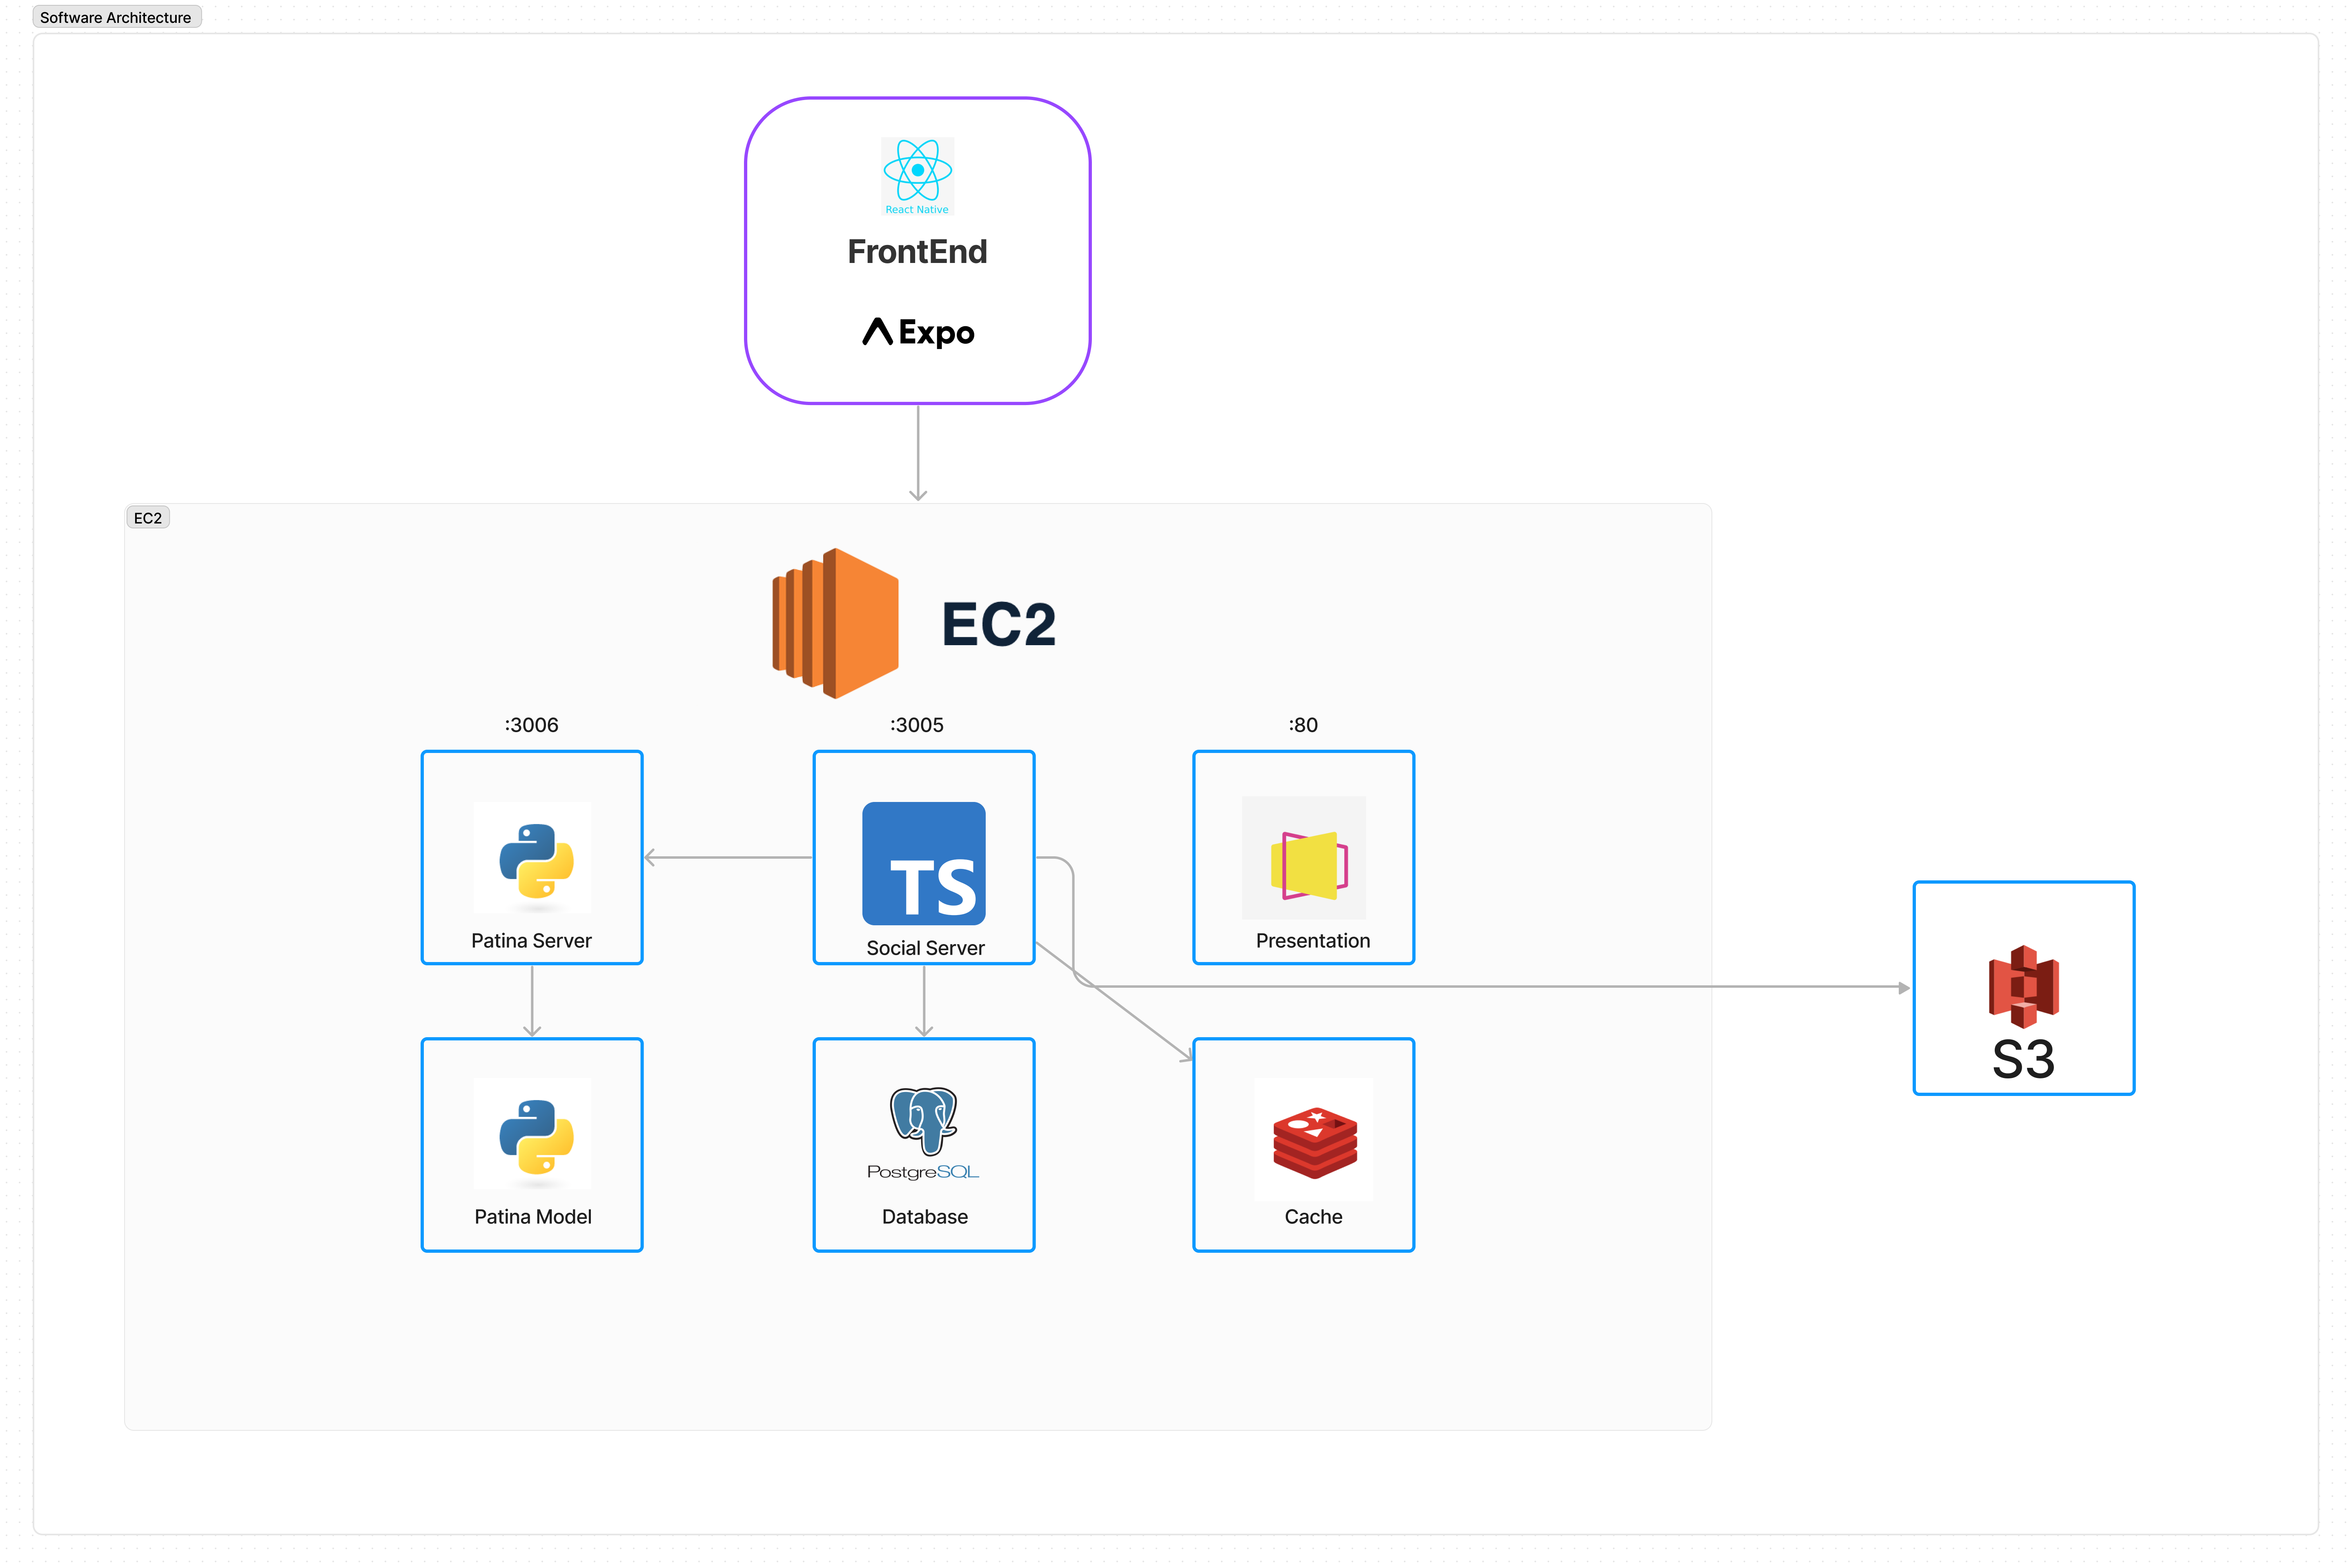 Software Architecture
React Native
FrontEnd
Expo
EC2
EC2
:3006
:3005
:80
TS
Patina Server
Social Server
Presentation
S3
PostgreSQL
Patina Model
Database
Cache